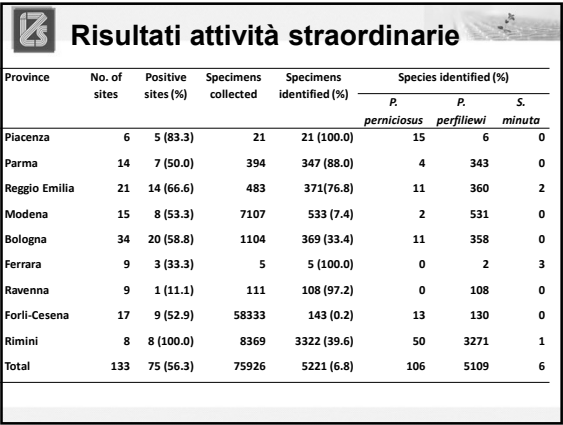 Risultati attività straordinarie
Province No. of sites Positive sites (%) Specimens collected Specimens identified (%) Species identified (%)
P. perniciosus P. perfiliewi S. minuta
Piacenza 6 5 (83.3) 21 21 (100.0) 15 6 0
Parma 14 7 (50.0) 394 347 (88.0) 4 343 0
Reggio Emilia 21 14 (66.6) 483 371(76.8) 11 360 2
Modena 15 8 (53.3) 7107 533 (7.4) 2 531 0
Bologna 34 20 (58.8) 1104 369 (33.4) 11 358 0
Ferrara 9 3 (33.3) 5 5 (100.0) 0 2 3
Ravenna 9 1 (11.1) 111 108 (97.2) 0 108 0
Forli-Cesena 17 9 (52.9) 58333 143 (0.2) 13 130 0
Rimini 8 8 (100.0) 8369 3322 (39.6) 50 3271 1
Total 133 75 (56.3) 75926 5221 (6.8) 106 5109 6